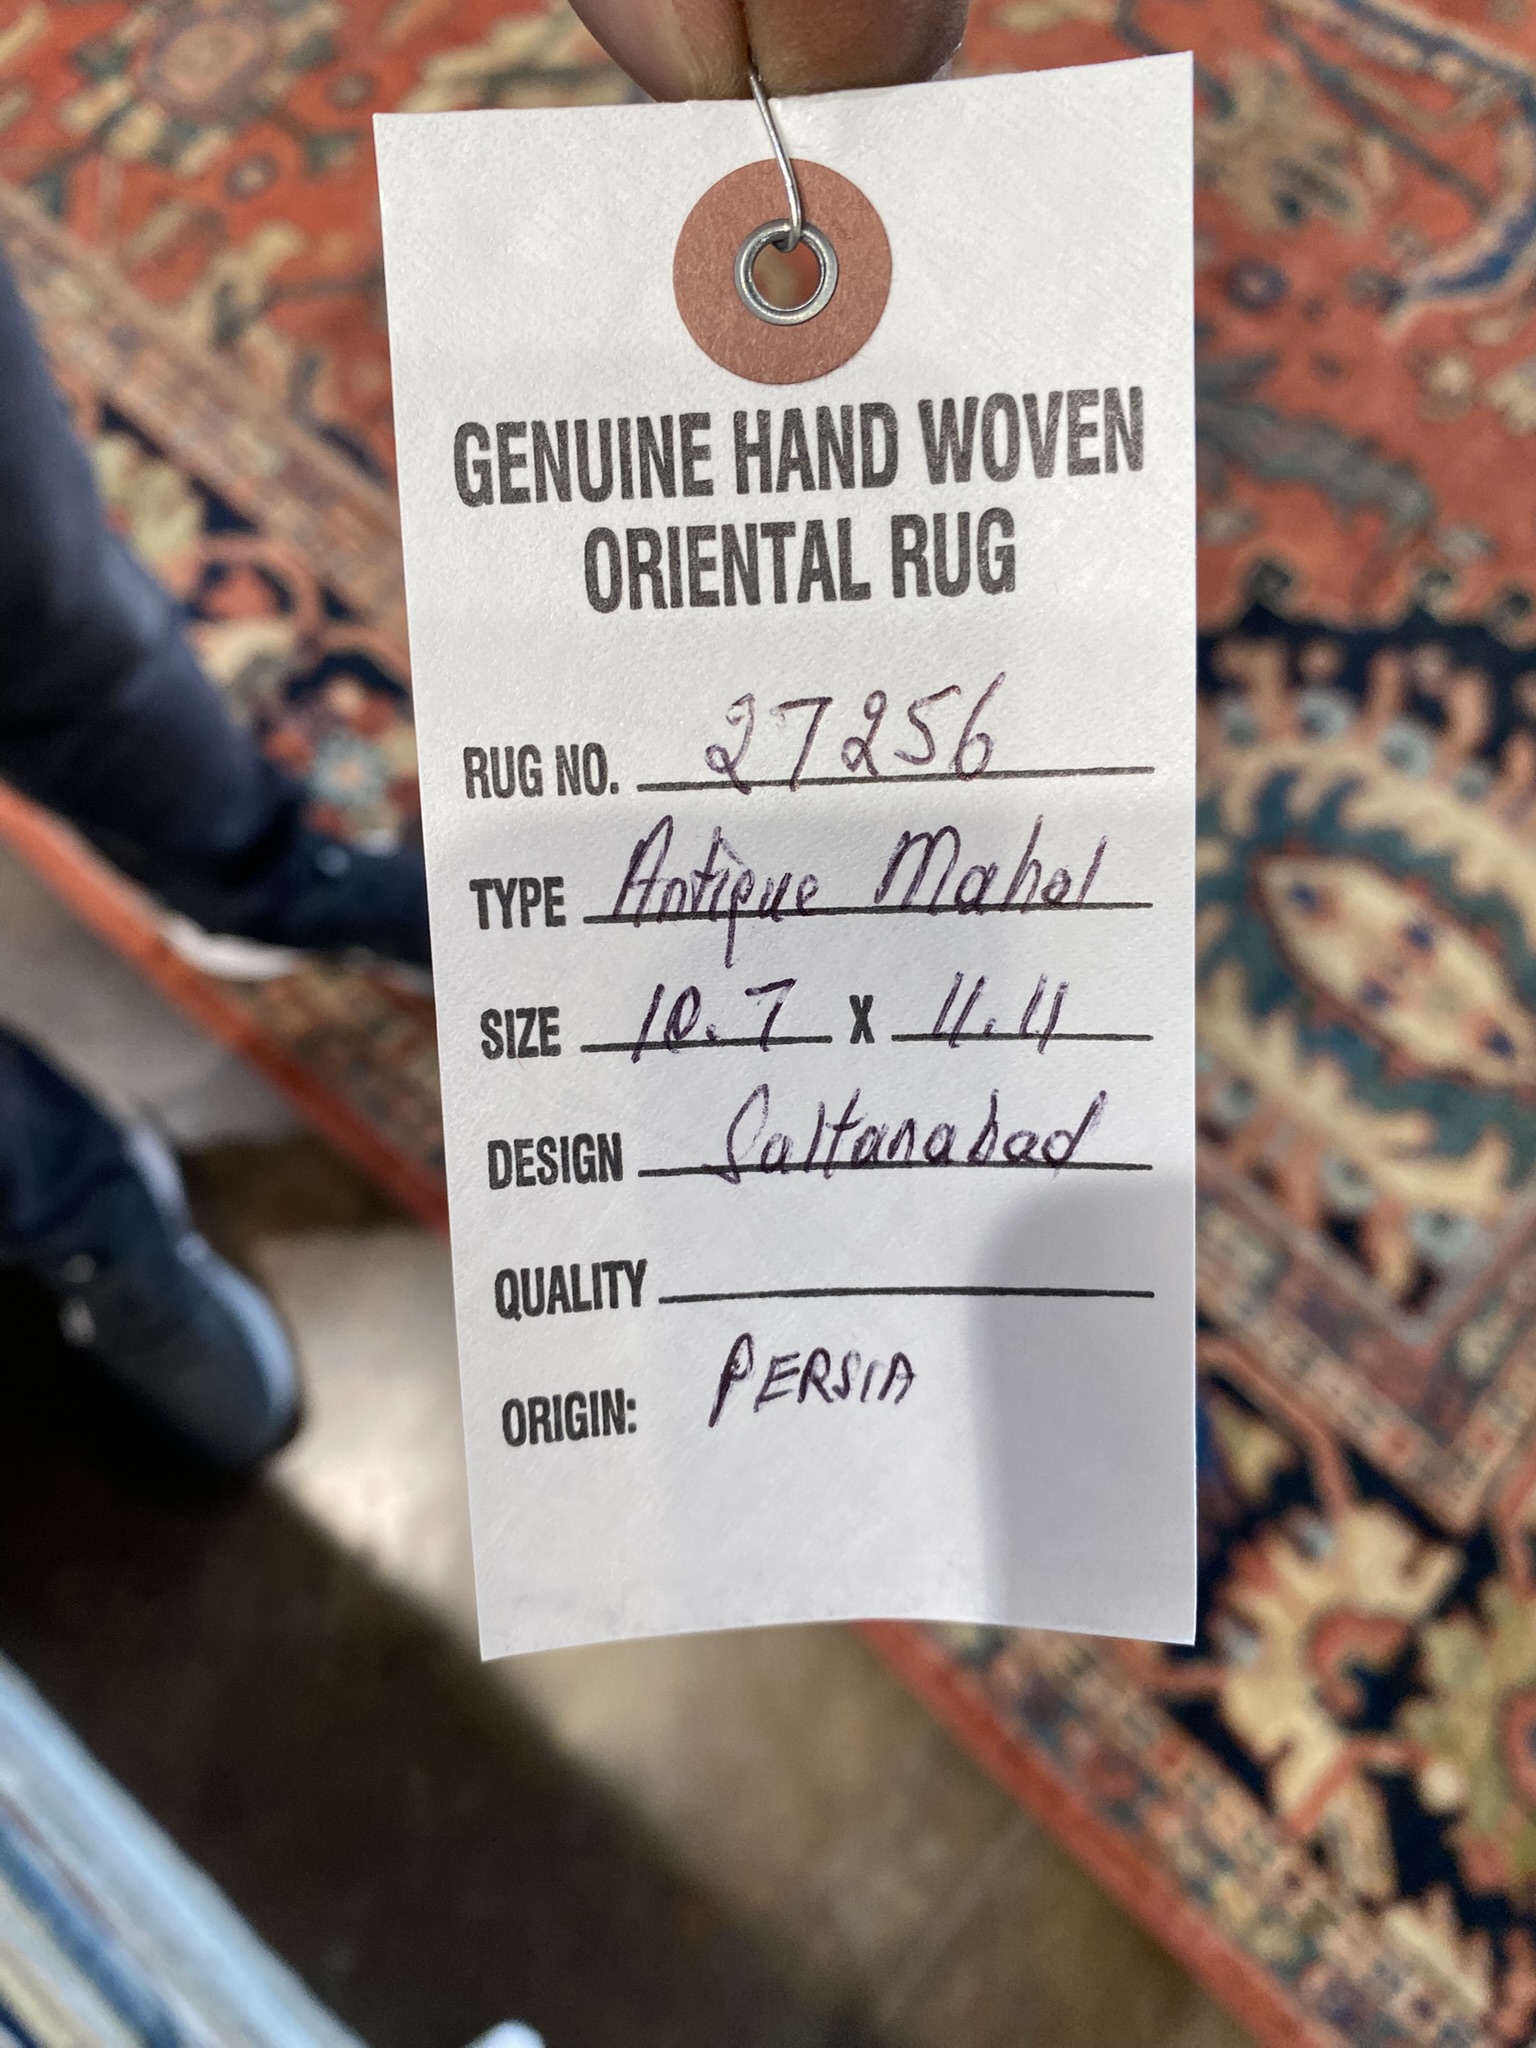 GENUINE HAND WOVEN
ORIENTAL RUG
RUG NO. 27256
TYPE Antique Mahal
SIZE 10.7 X 11.11
DESIGN Saltanabad
QUALITY
ORIGIN: PERSIA